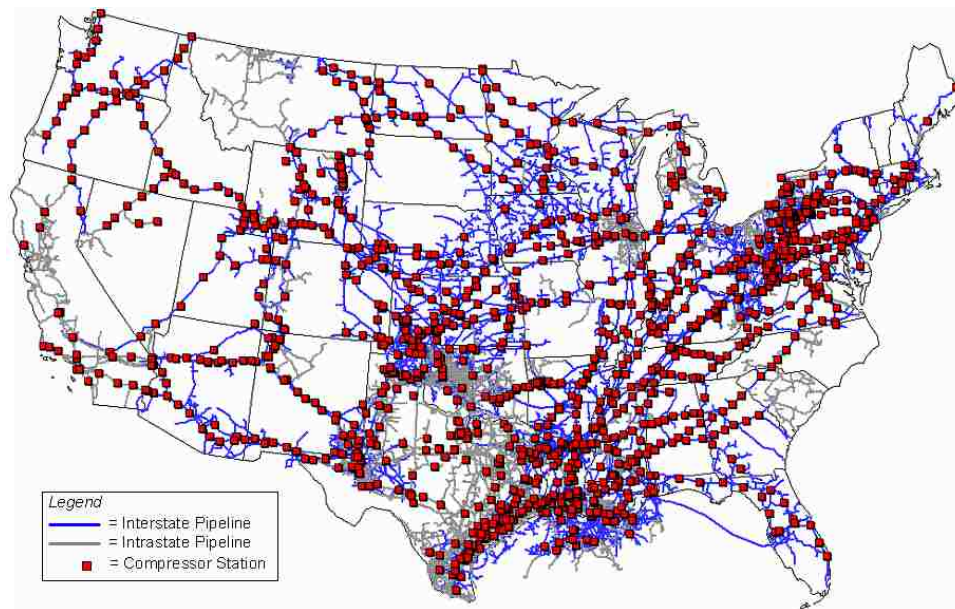 Legend
= Interstate Pipeline
= Intrastate Pipeline
= Compressor Station